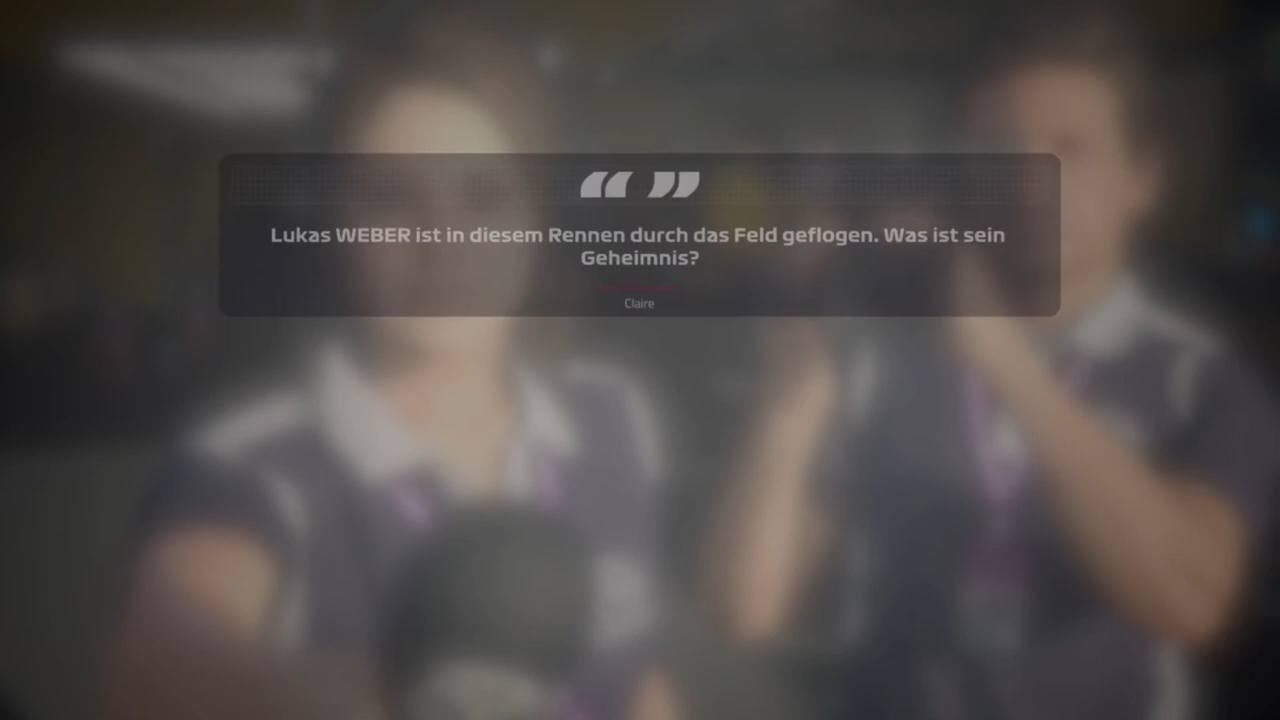 Lukas WEBER ist in diesem Rennen durch das Feld geflogen. Was ist sein
Geheimnis?
Claire